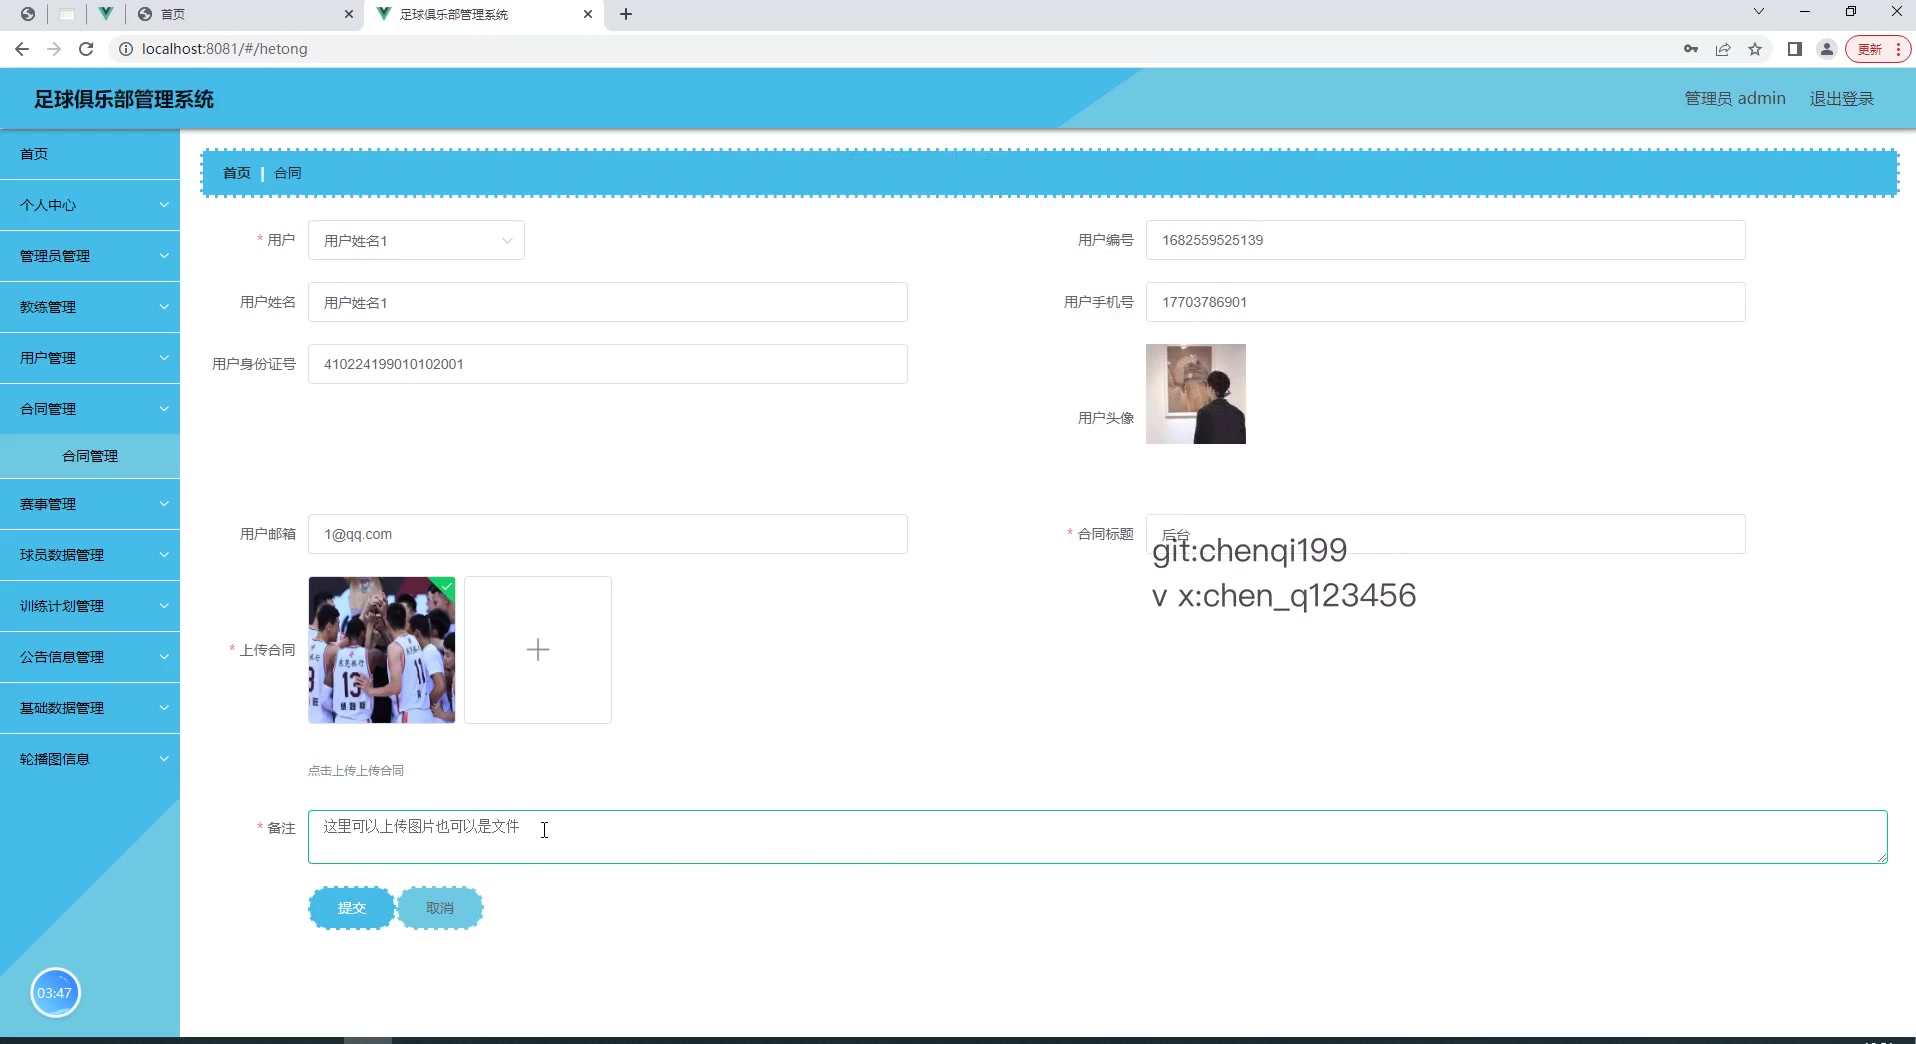 首页
足球俱乐部管理系统
localhost:8081/#/hetong
更新
足球俱乐部管理系统
管理员 admin
退出登录
首页
个人中心
管理员管理
教练管理
用户管理
合同管理
合同管理
赛事管理
球员数据管理
训练计划管理
公告信息管理
基础数据管理
轮播图信息
03:47
首页 | 合同
* 用户 用户姓名1
用户编号 1682559525139
用户姓名 用户姓名1
用户手机号 17703786901
用户身份证号 410224199010102001
用户头像
用户邮箱 1@qq.com
* 合同标题 后台
git:chenqi199
v x:chen_q123456
* 上传合同
13
11
点击上传上传合同
* 备注 这里可以上传图片也可以是文件
提交
取消